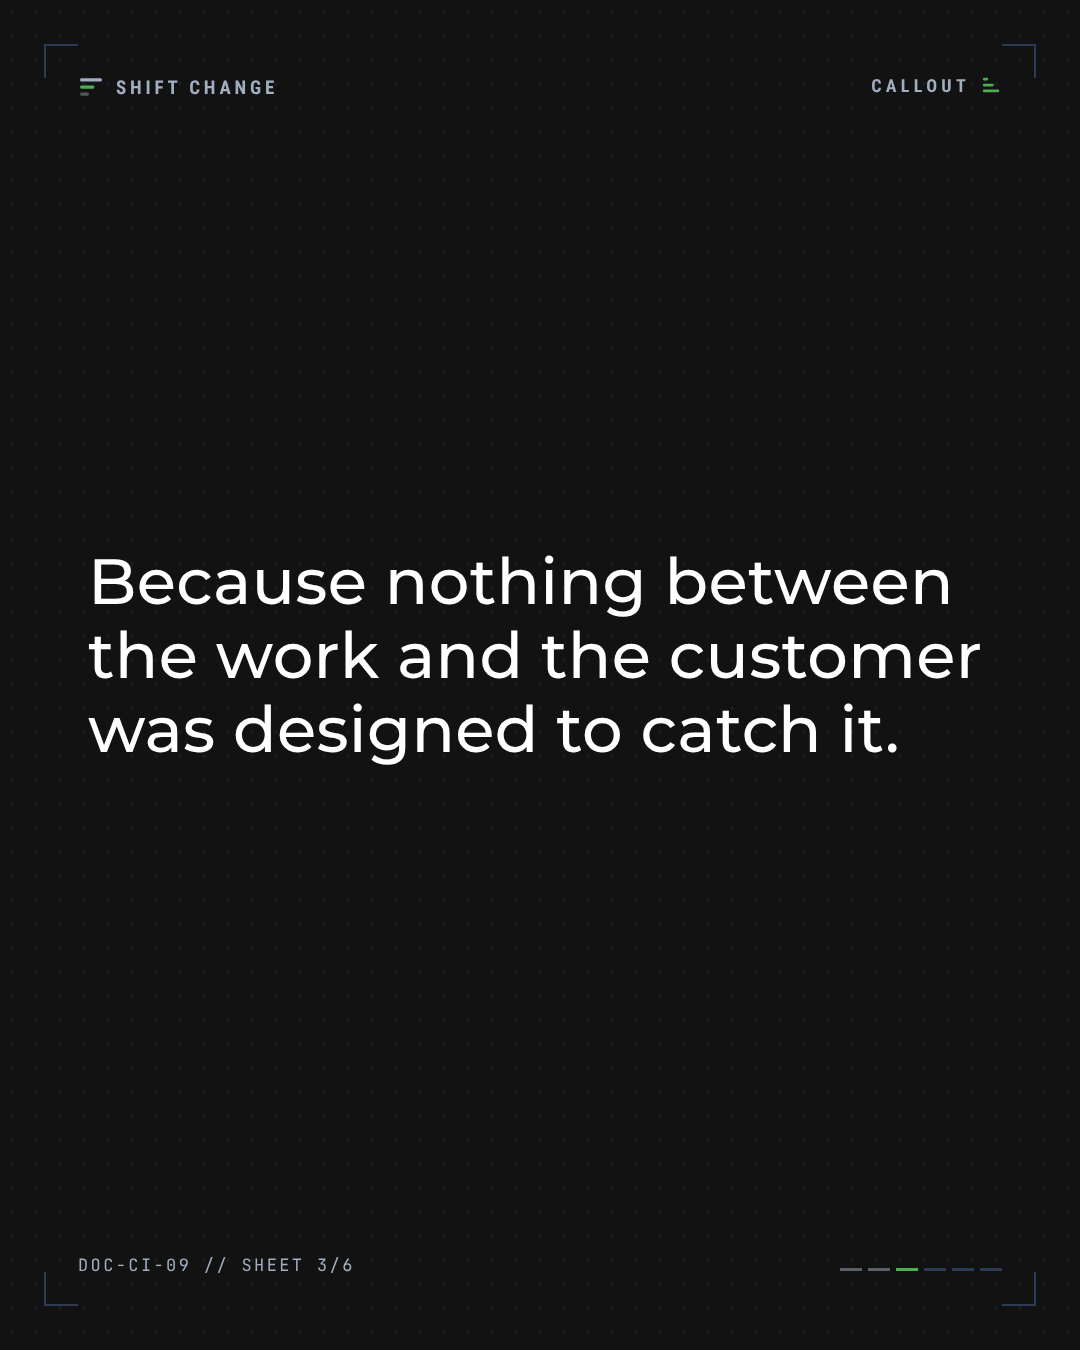 SHIFT CHANGE
CALLOUT
Because nothing between
the work and the customer
was designed to catch it.
DOC-CI-09 // SHEET 3/6